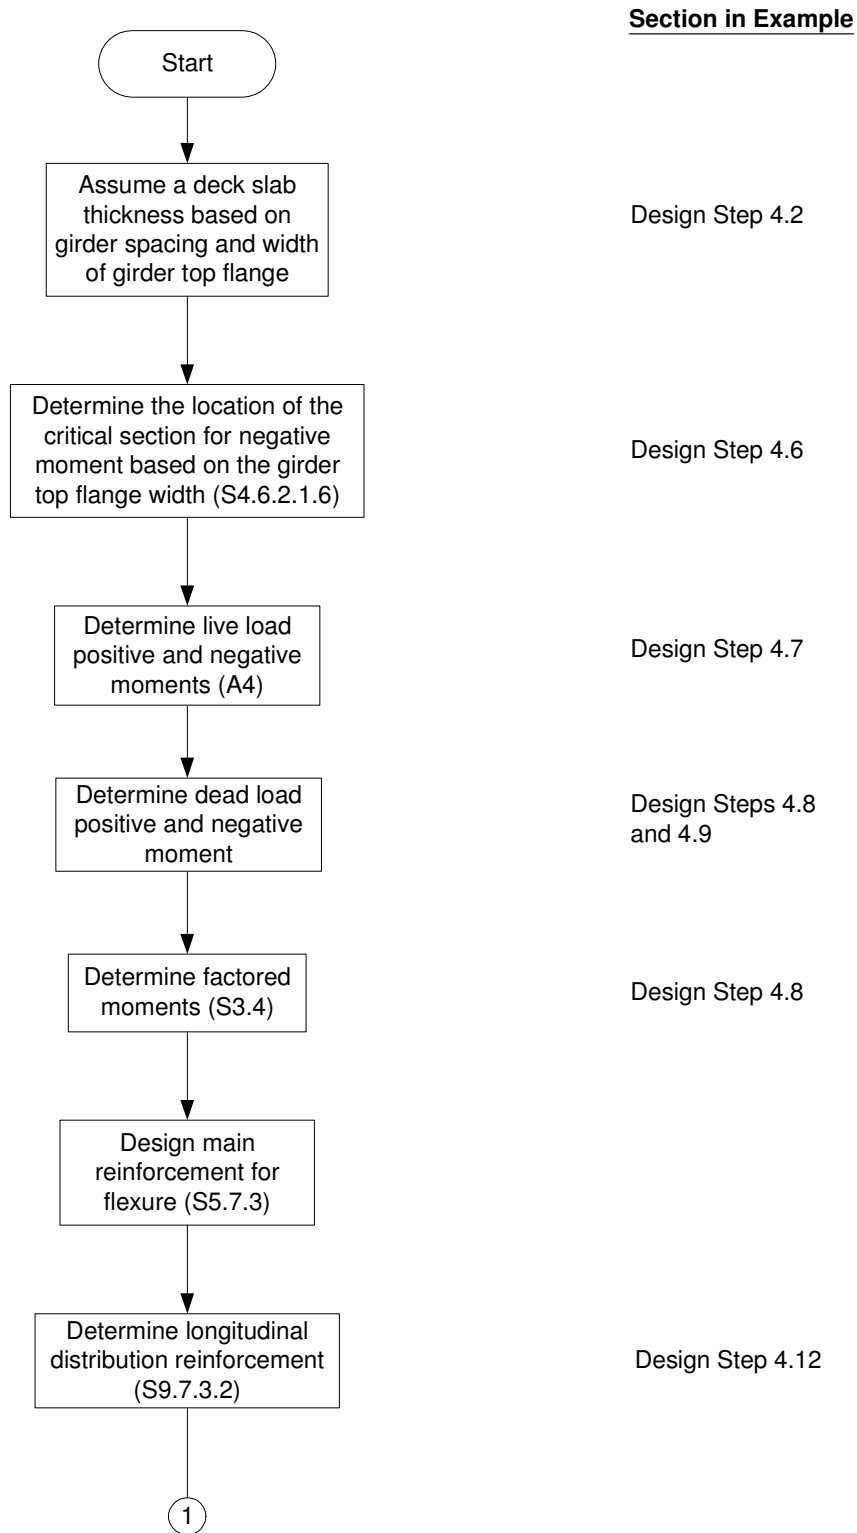 Section in Example
Start
Assume a deck slab
thickness based on
girder spacing and width
of girder top flange
Design Step 4.2
Determine the location of the
critical section for negative
moment based on the girder
top flange width (S4.6.2.1.6)
Design Step 4.6
Determine live load
positive and negative
moments (A4)
Design Step 4.7
Determine dead load
positive and negative
moment
Design Steps 4.8
and 4.9
Determine factored
moments (S3.4)
Design Step 4.8
Design main
reinforcement for
flexure (S5.7.3)
Determine longitudinal
distribution reinforcement
(S9.7.3.2)
Design Step 4.12
1